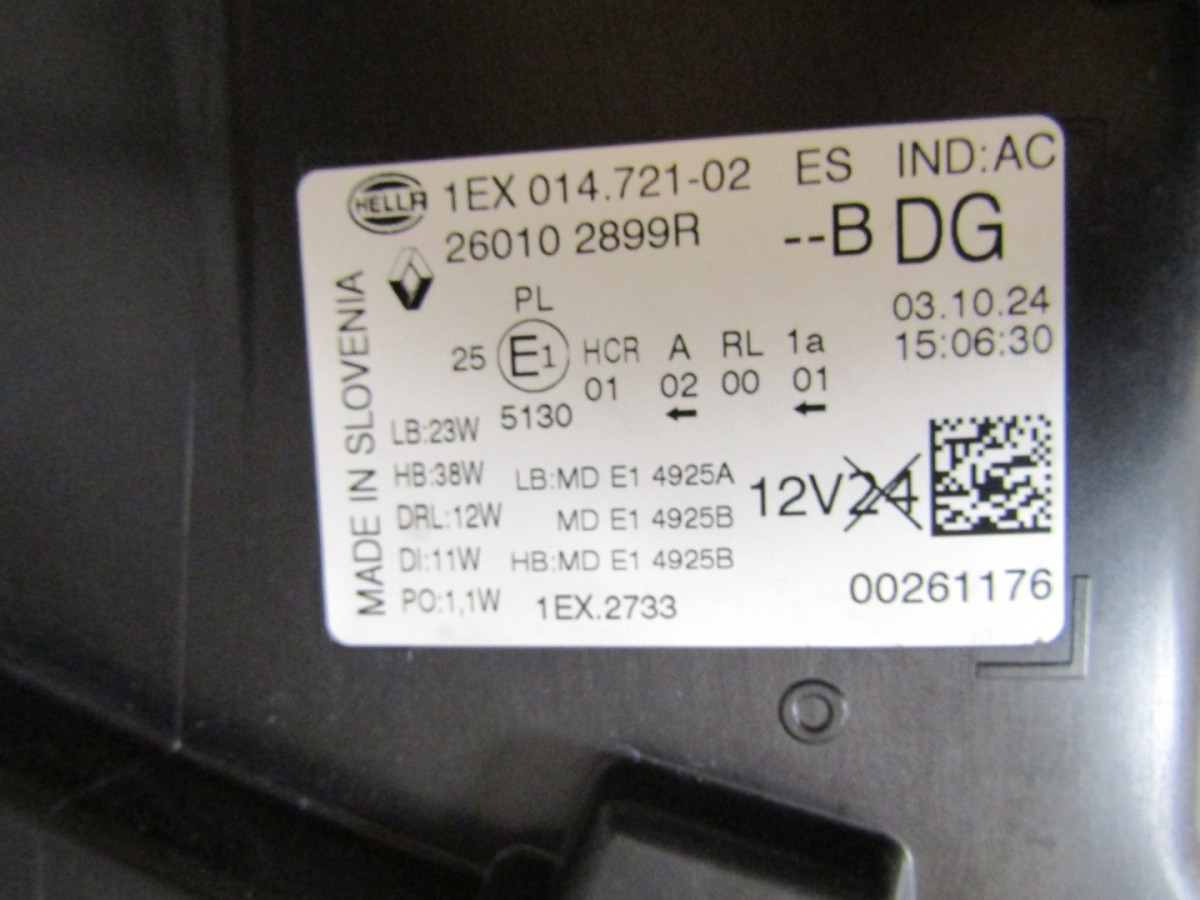 HELLA 1EX 014.721-02 ES IND:AC
26010 2899R --B DG
MADE IN SLOVENIA
PL
03.10.24
25 E1 HCR A RL 1a 15:06:30
01 02 00 01
5130
LB:23W
HB:38W LB:MD E1 4925A 12V24
DRL:12W MD E1 4925B
DI:11W HB:MD E1 4925B
PO:1,1W 1EX.2733 00261176